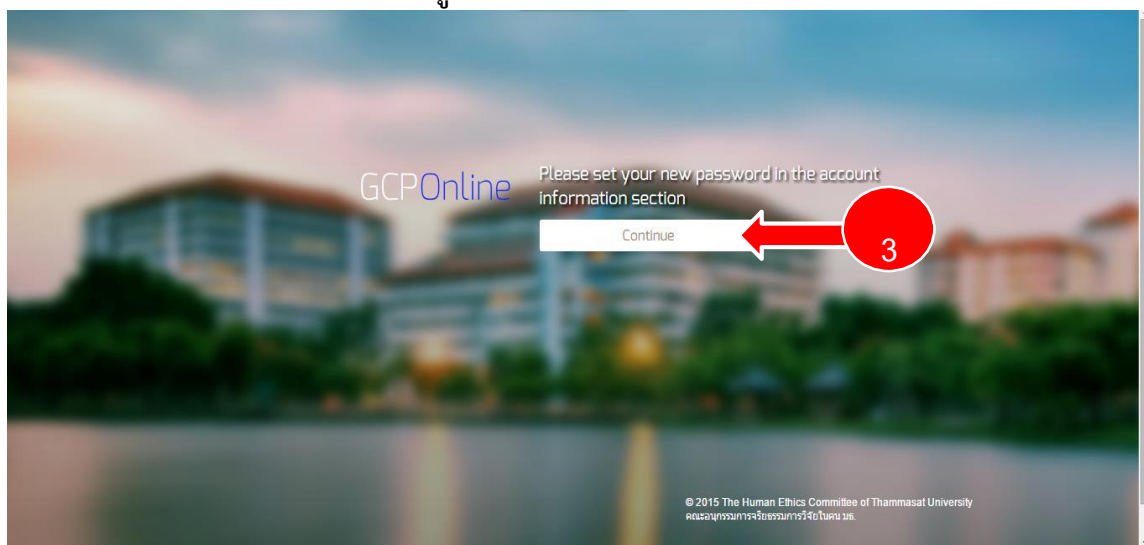 GCPOnline
Please set your new password in the account
information section
Continue
3
© 2015 The Human Ethics Committee of Thammasat University
คณะอนุกรรมการจริยธรรมการวิจัยในคน มธ.